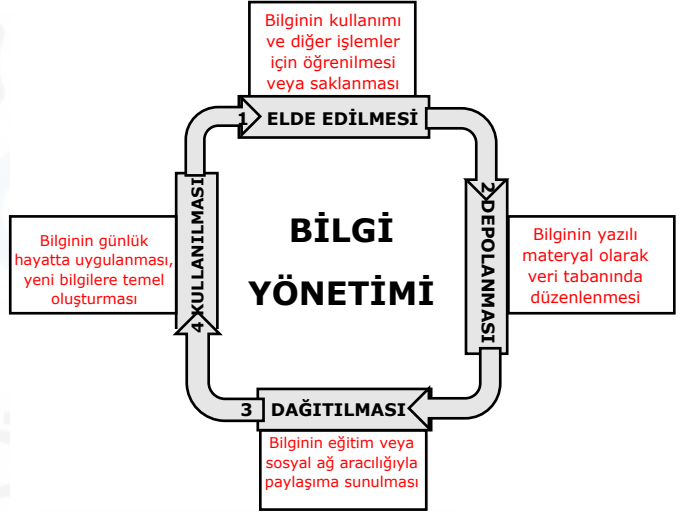 Bilginin kullanımı
ve diğer işlemler
için öğrenilmesi
veya saklanması
1 ELDE EDİLMESİ
2 DEPOLANMASI
Bilginin yazılı
materyal olarak
veri tabanında
düzenlenmesi
3 DAĞITILMASI
Bilginin eğitim veya
sosyal ağ aracılığıyla
paylaşıma sunulması
4 KULLANILMASI
Bilginin günlük
hayatta uygulanması,
yeni bilgilere temel
oluşturması
BİLGİ
YÖNETİMİ